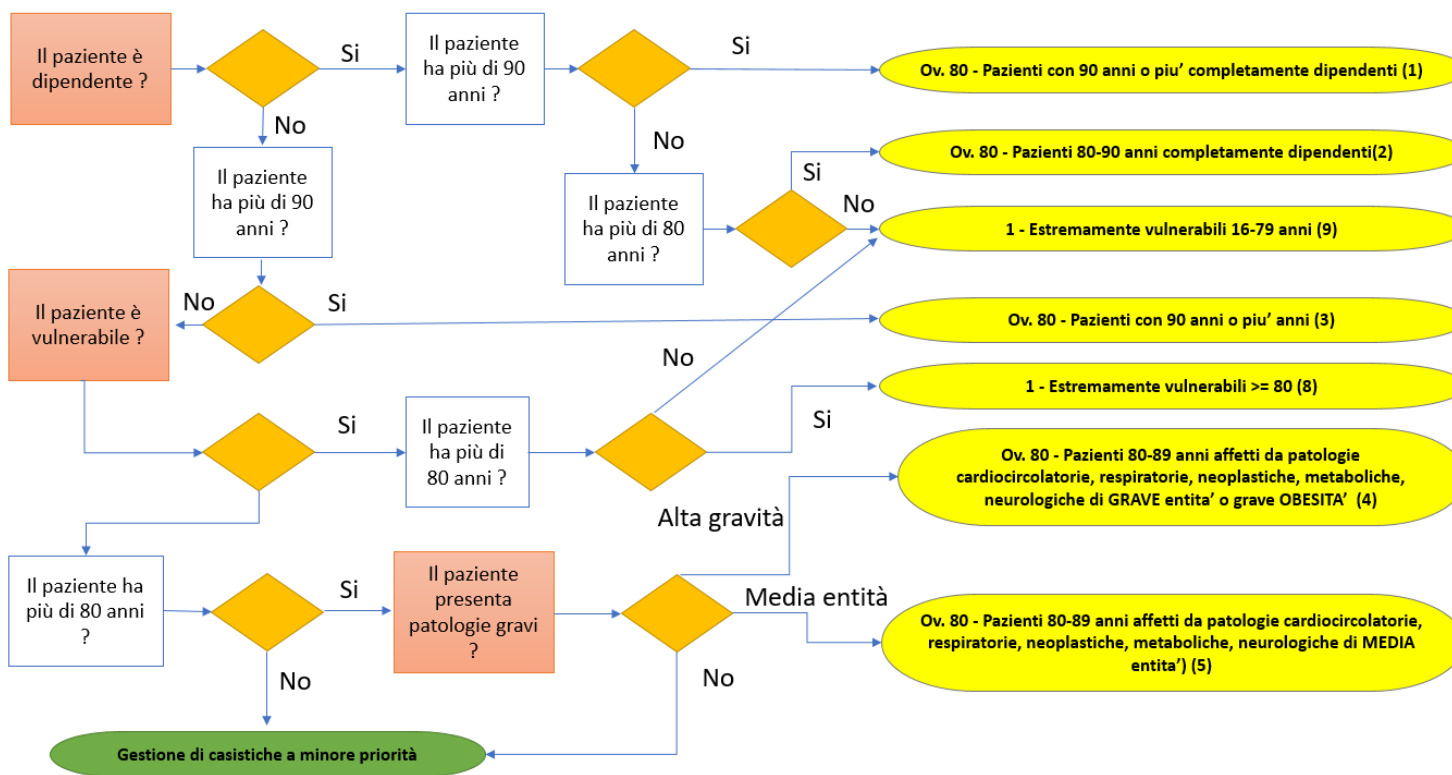 Il paziente è
dipendente ?
Si
Il paziente
ha più di 90
anni ?
Si
Ov. 80 - Pazienti con 90 anni o piu’ completamente dipendenti (1)
No
No
Il paziente
ha più di 90
anni ?
Il paziente
ha più di 80
anni ?
Si
Ov. 80 - Pazienti 80-90 anni completamente dipendenti(2)
No
1 - Estremamente vulnerabili 16-79 anni (9)
Il paziente è
vulnerabile ?
No
Si
Ov. 80 - Pazienti con 90 anni o piu’ anni (3)
No
1 - Estremamente vulnerabili >= 80 (8)
Si
Il paziente
ha più di
80 anni ?
Si
Ov. 80 - Pazienti 80-89 anni affetti da patologie
cardiocircolatorie, respiratorie, neoplastiche, metaboliche,
neurologiche di GRAVE entita’ o grave OBESITA’ (4)
Alta gravità
Il paziente ha
più di 80 anni
?
Si
Il paziente
presenta
patologie gravi
?
Media entità
Ov. 80 - Pazienti 80-89 anni affetti da patologie cardiocircolatorie,
respiratorie, neoplastiche, metaboliche, neurologiche di MEDIA
entita’) (5)
No
No
Gestione di casistiche a minore priorità